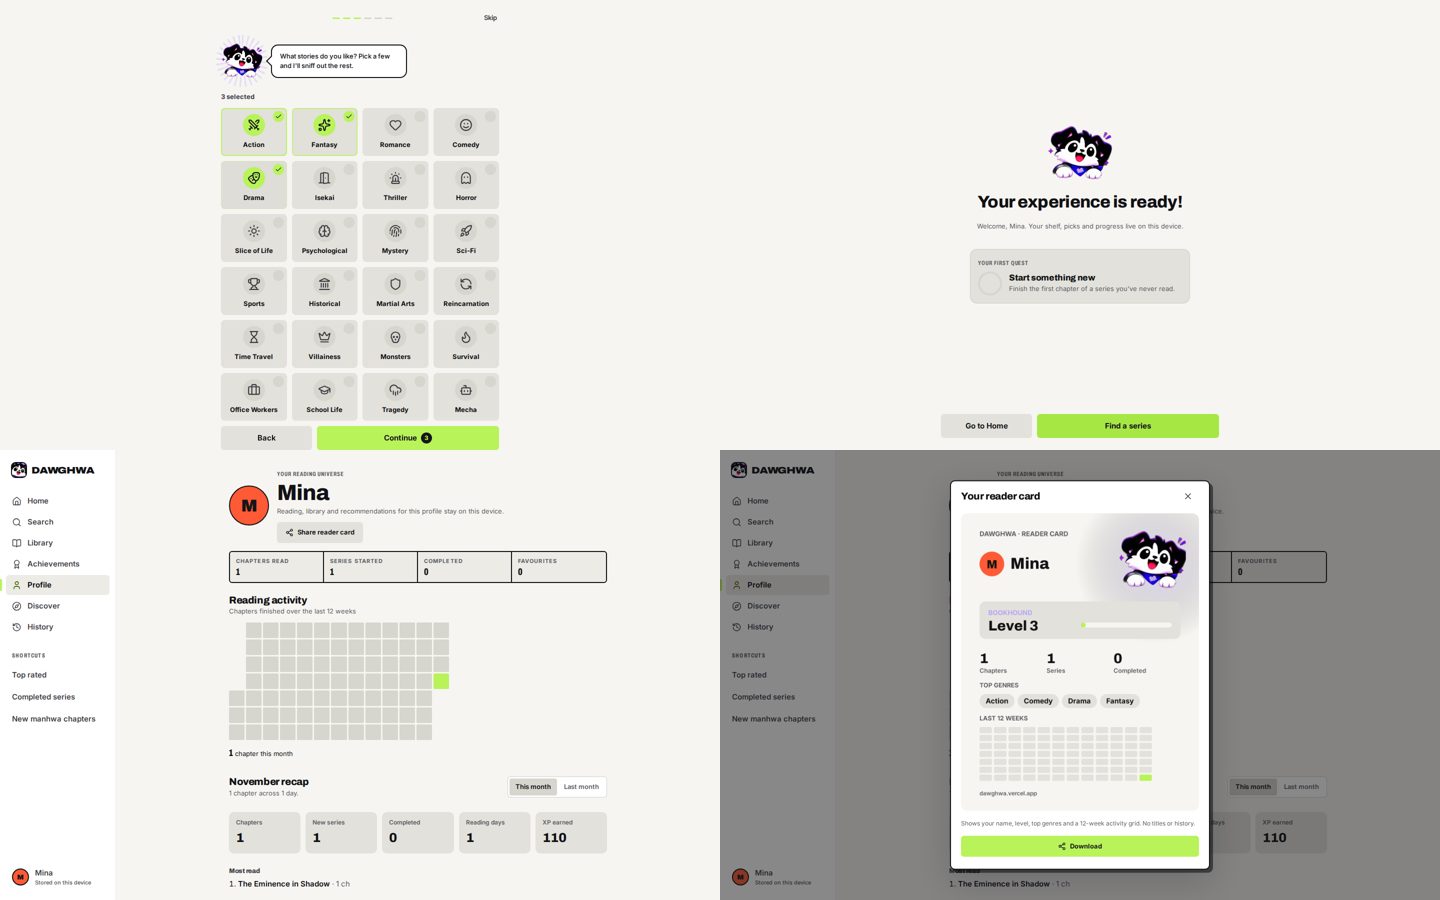 Skip
What stories do you like? Pick a few
and I'll sniff out the rest.
3 selected
Action
Fantasy
Romance
Comedy
Drama
Isekai
Thriller
Horror
Slice of Life
Psychological
Mystery
Sci-Fi
Sports
Historical
Martial Arts
Reincarnation
Time Travel
Villainess
Monsters
Survival
Office Workers
School Life
Tragedy
Mecha
Back
Continue 3
Your experience is ready!
Welcome, Mina. Your shelf, picks and progress live on this device.
YOUR FIRST QUEST
Start something new
Finish the first chapter of a series you've never read.
Go to Home
Find a series
DAWGHWA
Home
Search
Library
Achievements
Profile
Discover
History
SHORTCUTS
Top rated
Completed series
New manhwa chapters
M
Mina
Stored on this device
YOUR READING UNIVERSE
M
Mina
Reading, library and recommendations for this profile stay on this device.
Share reader card
CHAPTERS READ
1
SERIES STARTED
1
COMPLETED
0
FAVOURITES
0
Reading activity
Chapters finished over the last 12 weeks
1 chapter this month
November recap
1 chapter across 1 day.
This month
Last month
Chapters
1
New series
1
Completed
0
Reading days
1
XP earned
110
Most read
1. The Eminence in Shadow · 1 ch
DAWGHWA
Home
Search
Library
Achievements
Profile
Discover
History
SHORTCUTS
Top rated
Completed series
New manhwa chapters
M
Mina
Stored on this device
YOUR READING UNIVERSE
FAVOURITES
0
This month
Last month
days
XP earned
110
1. The Eminence in Shadow · 1 ch
Your reader card
DAWGHWA · READER CARD
M
Mina
BOOKHOUND
Level 3
1
Chapters
1
Series
0
Completed
TOP GENRES
Action
Comedy
Drama
Fantasy
LAST 12 WEEKS
dawghwa.vercel.app
Shows your name, level, top genres and a 12-week activity grid. No titles or history.
Download